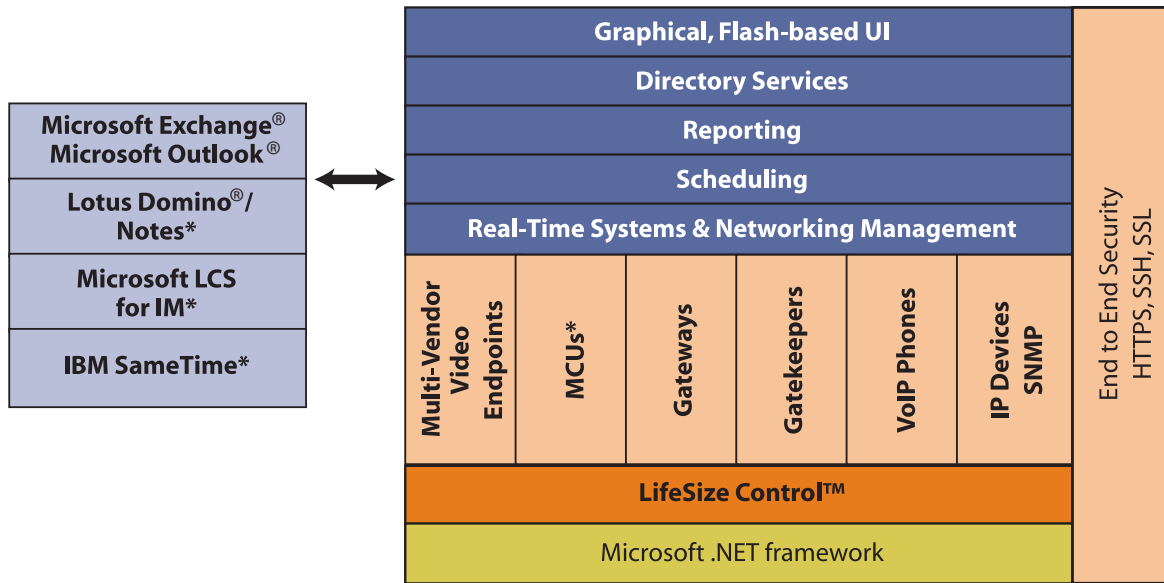 Microsoft Exchange®
Microsoft Outlook®
Lotus Domino®/
Notes*
Microsoft LCS
for IM*
IBM SameTime*
Graphical, Flash-based UI
Directory Services
Reporting
Scheduling
Real-Time Systems & Networking Management
Multi-Vendor
Video
Endpoints
MCUs*
Gateways
Gatekeepers
VoIP Phones
IP Devices
SNMP
LifeSize Control™
Microsoft .NET framework
End to End Security
HTTPS, SSH, SSL